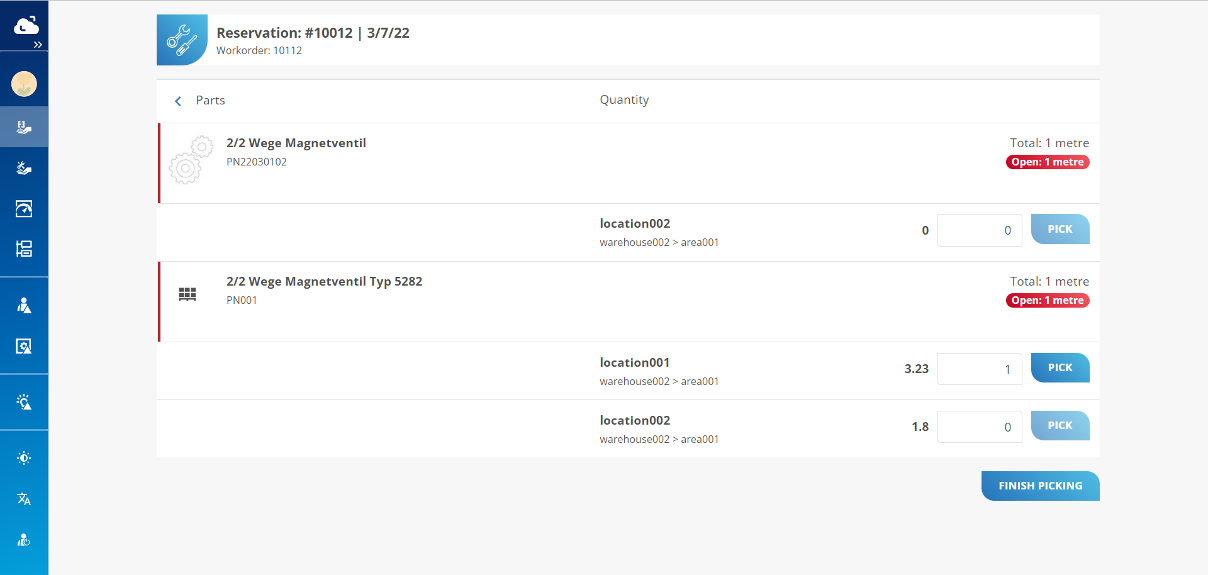 Reservation: #10012 | 3/7/22
Workorder: 10112
Parts Quantity
2/2 Wege Magnetventil Total: 1 metre
PN22030102 Open: 1 metre
location002
warehouse002 > area001
0 0 PICK
2/2 Wege Magnetventil Typ 5282 Total: 1 metre
PN001 Open: 1 metre
location001
warehouse002 > area001
3.23 1 PICK
location002
warehouse002 > area001
1.8 0 PICK
FINISH PICKING